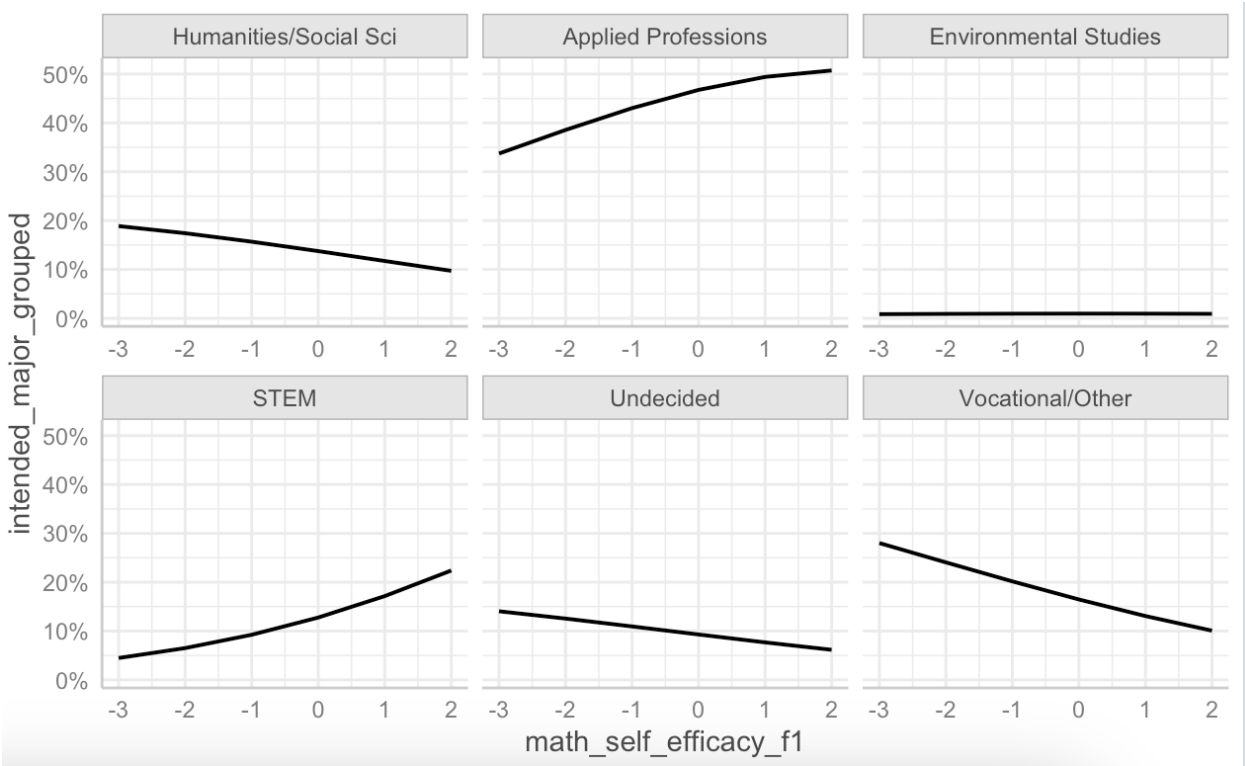 Humanities/Social Sci Applied Professions Environmental Studies
50%
40%
30%
20%
10%
0%
-3 -2 -1 0 1 2 -3 -2 -1 0 1 2 -3 -2 -1 0 1 2
intended_major_grouped
STEM Undecided Vocational/Other
50%
40%
30%
20%
10%
0%
-3 -2 -1 0 1 2 -3 -2 -1 0 1 2 -3 -2 -1 0 1 2
math_self_efficacy_f1